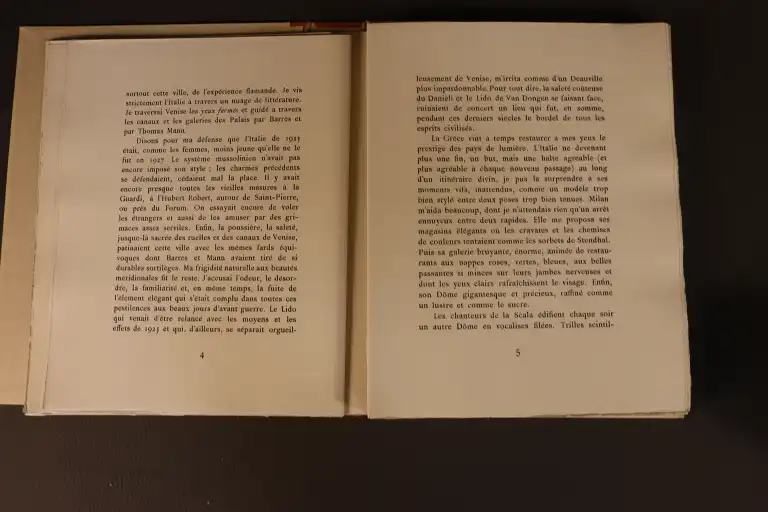 surtout cette ville, de l'expérience flamande. Je vis
strictement l'Italie à travers un nuage de littérature.
Je traversai Venise les yeux fermés et guidé à travers
les canaux et les galeries des Palais par Barrès et
par Thomas Mann.
Disons pour ma défense que l'Italie de 1925
était, comme les femmes, moins jeune qu'elle ne le
fut en 1927. Le système mussolinien n'avait pas
encore imposé son style ; les charmes précédents
se défendaient, cédaient mal la place. Il y avait
encore presque toutes les vieilles masures à la
Guardi, à l'Hubert Robert, autour de Saint-Pierre,
ou près du Forum. On essayait encore de voler
les étrangers et aussi de les amuser par des gri-
maces assez serviles. Enfin, la poussière, la saleté,
jusque-là sacrée des ruelles et des canaux de Venise,
patinaient cette ville avec les mêmes fards équi-
voques dont Barrès et Mann avaient tiré de si
durables sortilèges. Ma frigidité naturelle aux beautés
méridionales fit le reste. J'accusai l'odeur, le désor-
dre, la familiarité et, en même temps, la fuite de
l'élément élégant qui s'était complu dans toutes ces
pestilences aux beaux jours d'avant guerre. Le Lido
qui venait d'être relancé avec les moyens et les
effets de 1925 et qui, d'ailleurs, se séparait orgueil-
4
leusement de Venise, m'irrita comme d'un Deauville
plus impardonnable. Pour tout dire, la saleté coûteuse
du Danieli et le Lido de Van Dongen se faisant face,
ruinaient de concert un lieu qui fut, en somme,
pendant ces derniers siècles le bordel de tous les
esprits civilisés.
La Grèce vint à temps restaurer à mes yeux le
prestige des pays de lumière. L'Italie ne devenant
plus une fin, un but, mais une halte agréable (et
plus agréable à chaque nouveau passage) au long
d'un itinéraire divin, je pus la surprendre à ses
moments vifs, inattendus, comme un modèle trop
bien stylé entre deux poses trop bien tenues. Milan
m'aida beaucoup, dont je n'attendais rien qu'un arrêt
ennuyeux entre deux rapides. Elle me proposa ses
magasins élégants où les cravates et les chemises
de couleurs tentaient comme les sorbets de Stendhal.
Puis sa galerie bruyante, énorme, animée de restau-
rants aux nappes roses, vertes, bleues, aux belles
passantes si minces sur leurs jambes nerveuses et
dont les yeux clairs rafraîchissent le visage. Enfin,
son Dôme gigantesque et précieux, raffiné comme
un lustre et comme le sucre.
Les chanteurs de la Scala édifient chaque soir
un autre Dôme en vocalises filées. Trilles scintil-
5